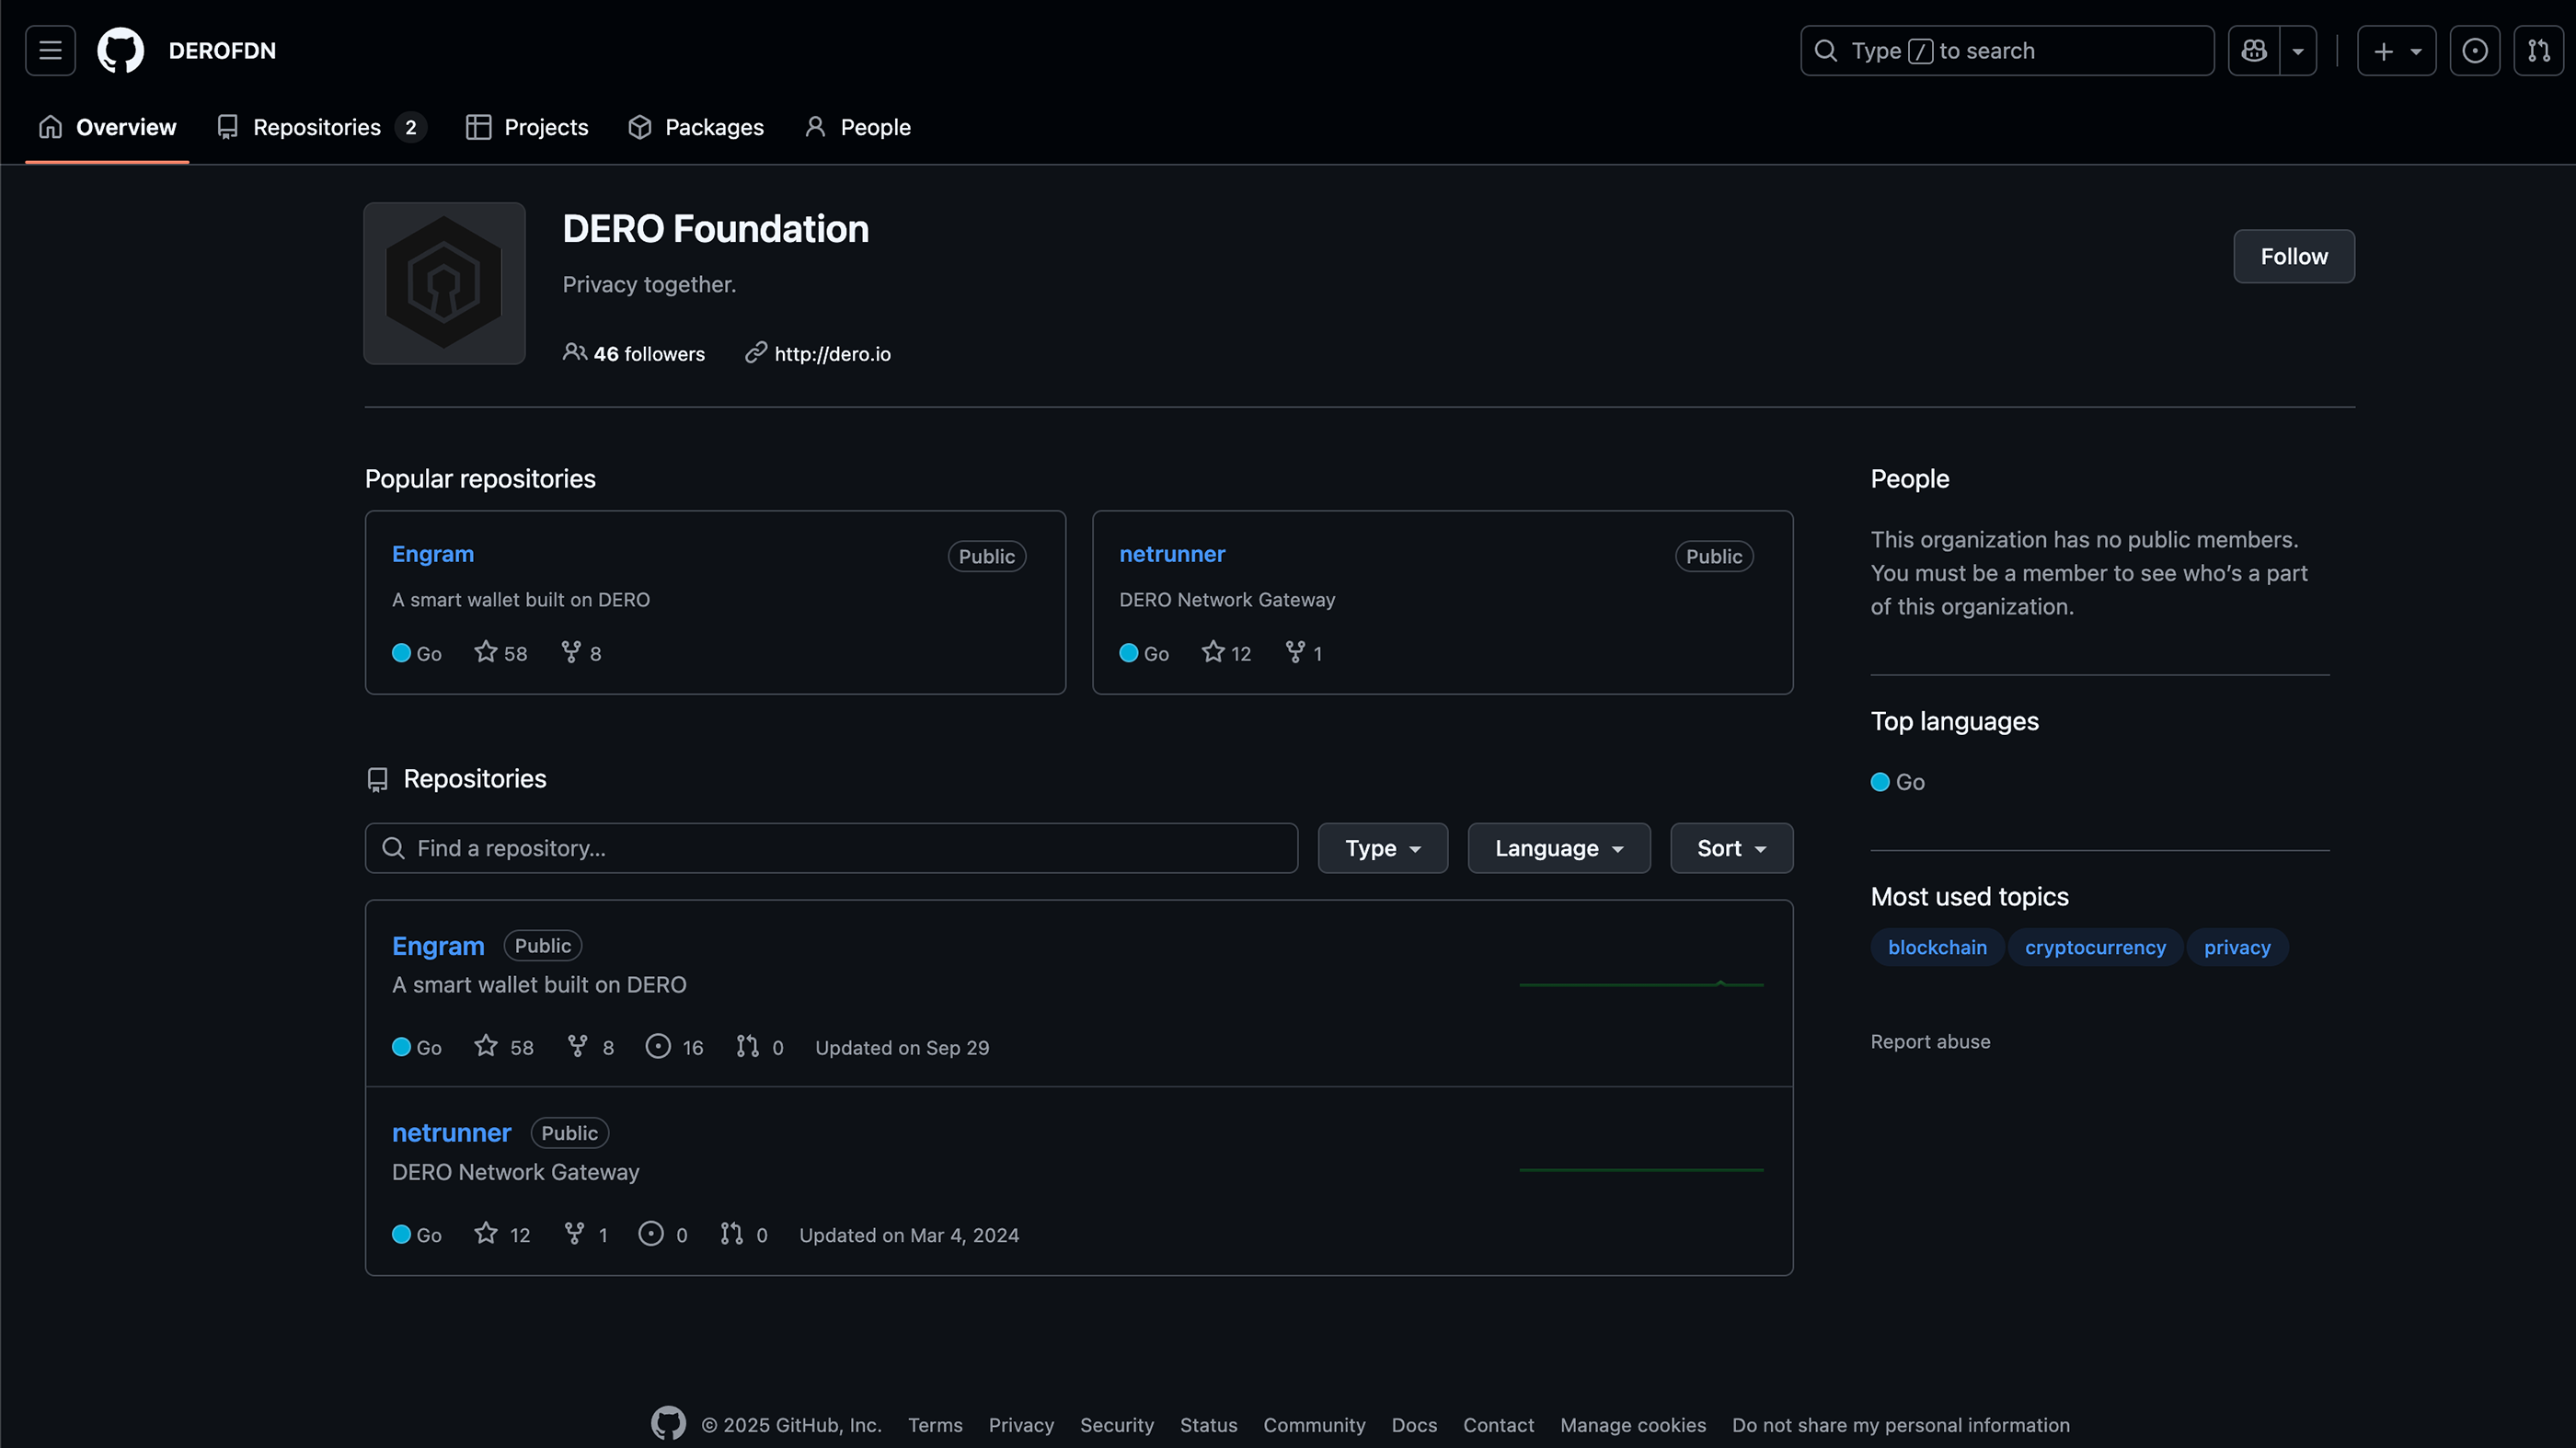 DEROFDN
Type / to search
Overview
Repositories 2
Projects
Packages
People
DERO Foundation
Privacy together.
46 followers
http://dero.io
Follow
Popular repositories
Engram
Public
A smart wallet built on DERO
Go 58 8
netrunner
Public
DERO Network Gateway
Go 12 1
Repositories
Find a repository...
Type
Language
Sort
Engram Public
A smart wallet built on DERO
Go 58 8 16 0 Updated on Sep 29
netrunner Public
DERO Network Gateway
Go 12 1 0 0 Updated on Mar 4, 2024
People
This organization has no public members.
You must be a member to see who’s a part
of this organization.
Top languages
Go
Most used topics
blockchain cryptocurrency privacy
Report abuse
© 2025 GitHub, Inc. Terms Privacy Security Status Community Docs Contact Manage cookies Do not share my personal information